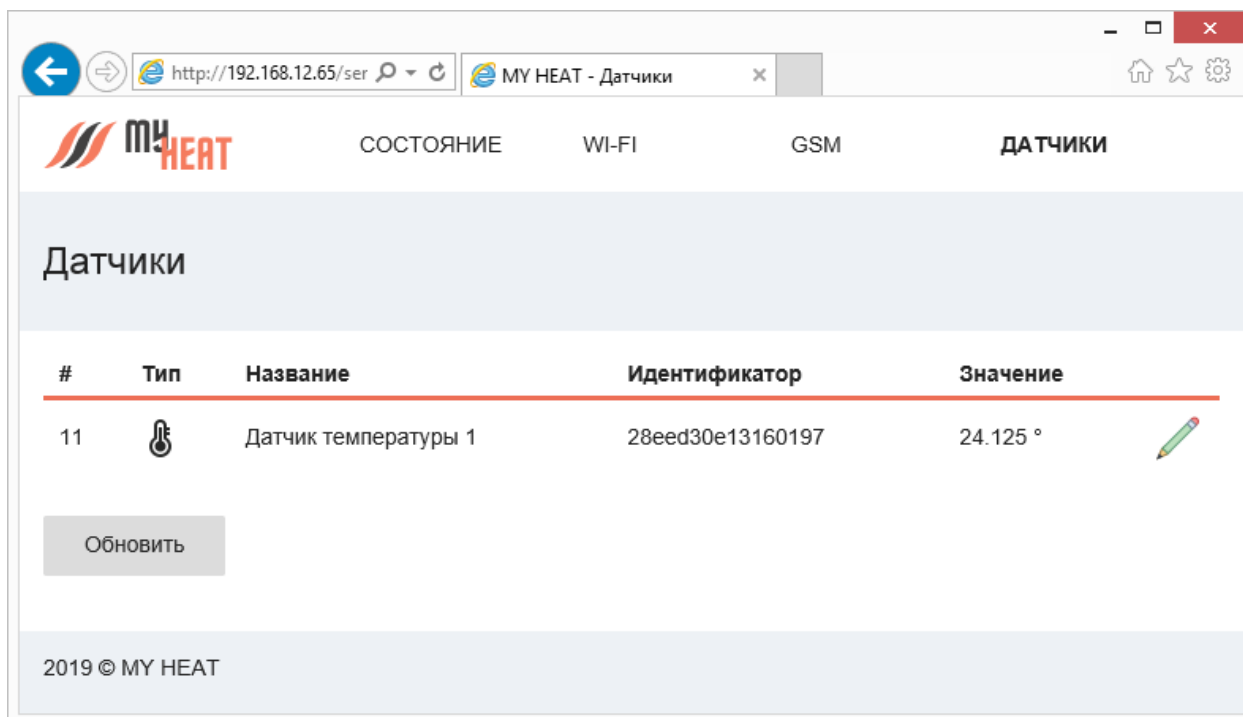 http://192.168.12.65/ser
MY HEAT - Датчики
MY HEAT СОСТОЯНИЕ WI-FI GSM ДАТЧИКИ
Датчики
# Тип Название Идентификатор Значение
11 Датчик температуры 1 28eed30e13160197 24.125 °
Обновить
2019 © MY HEAT